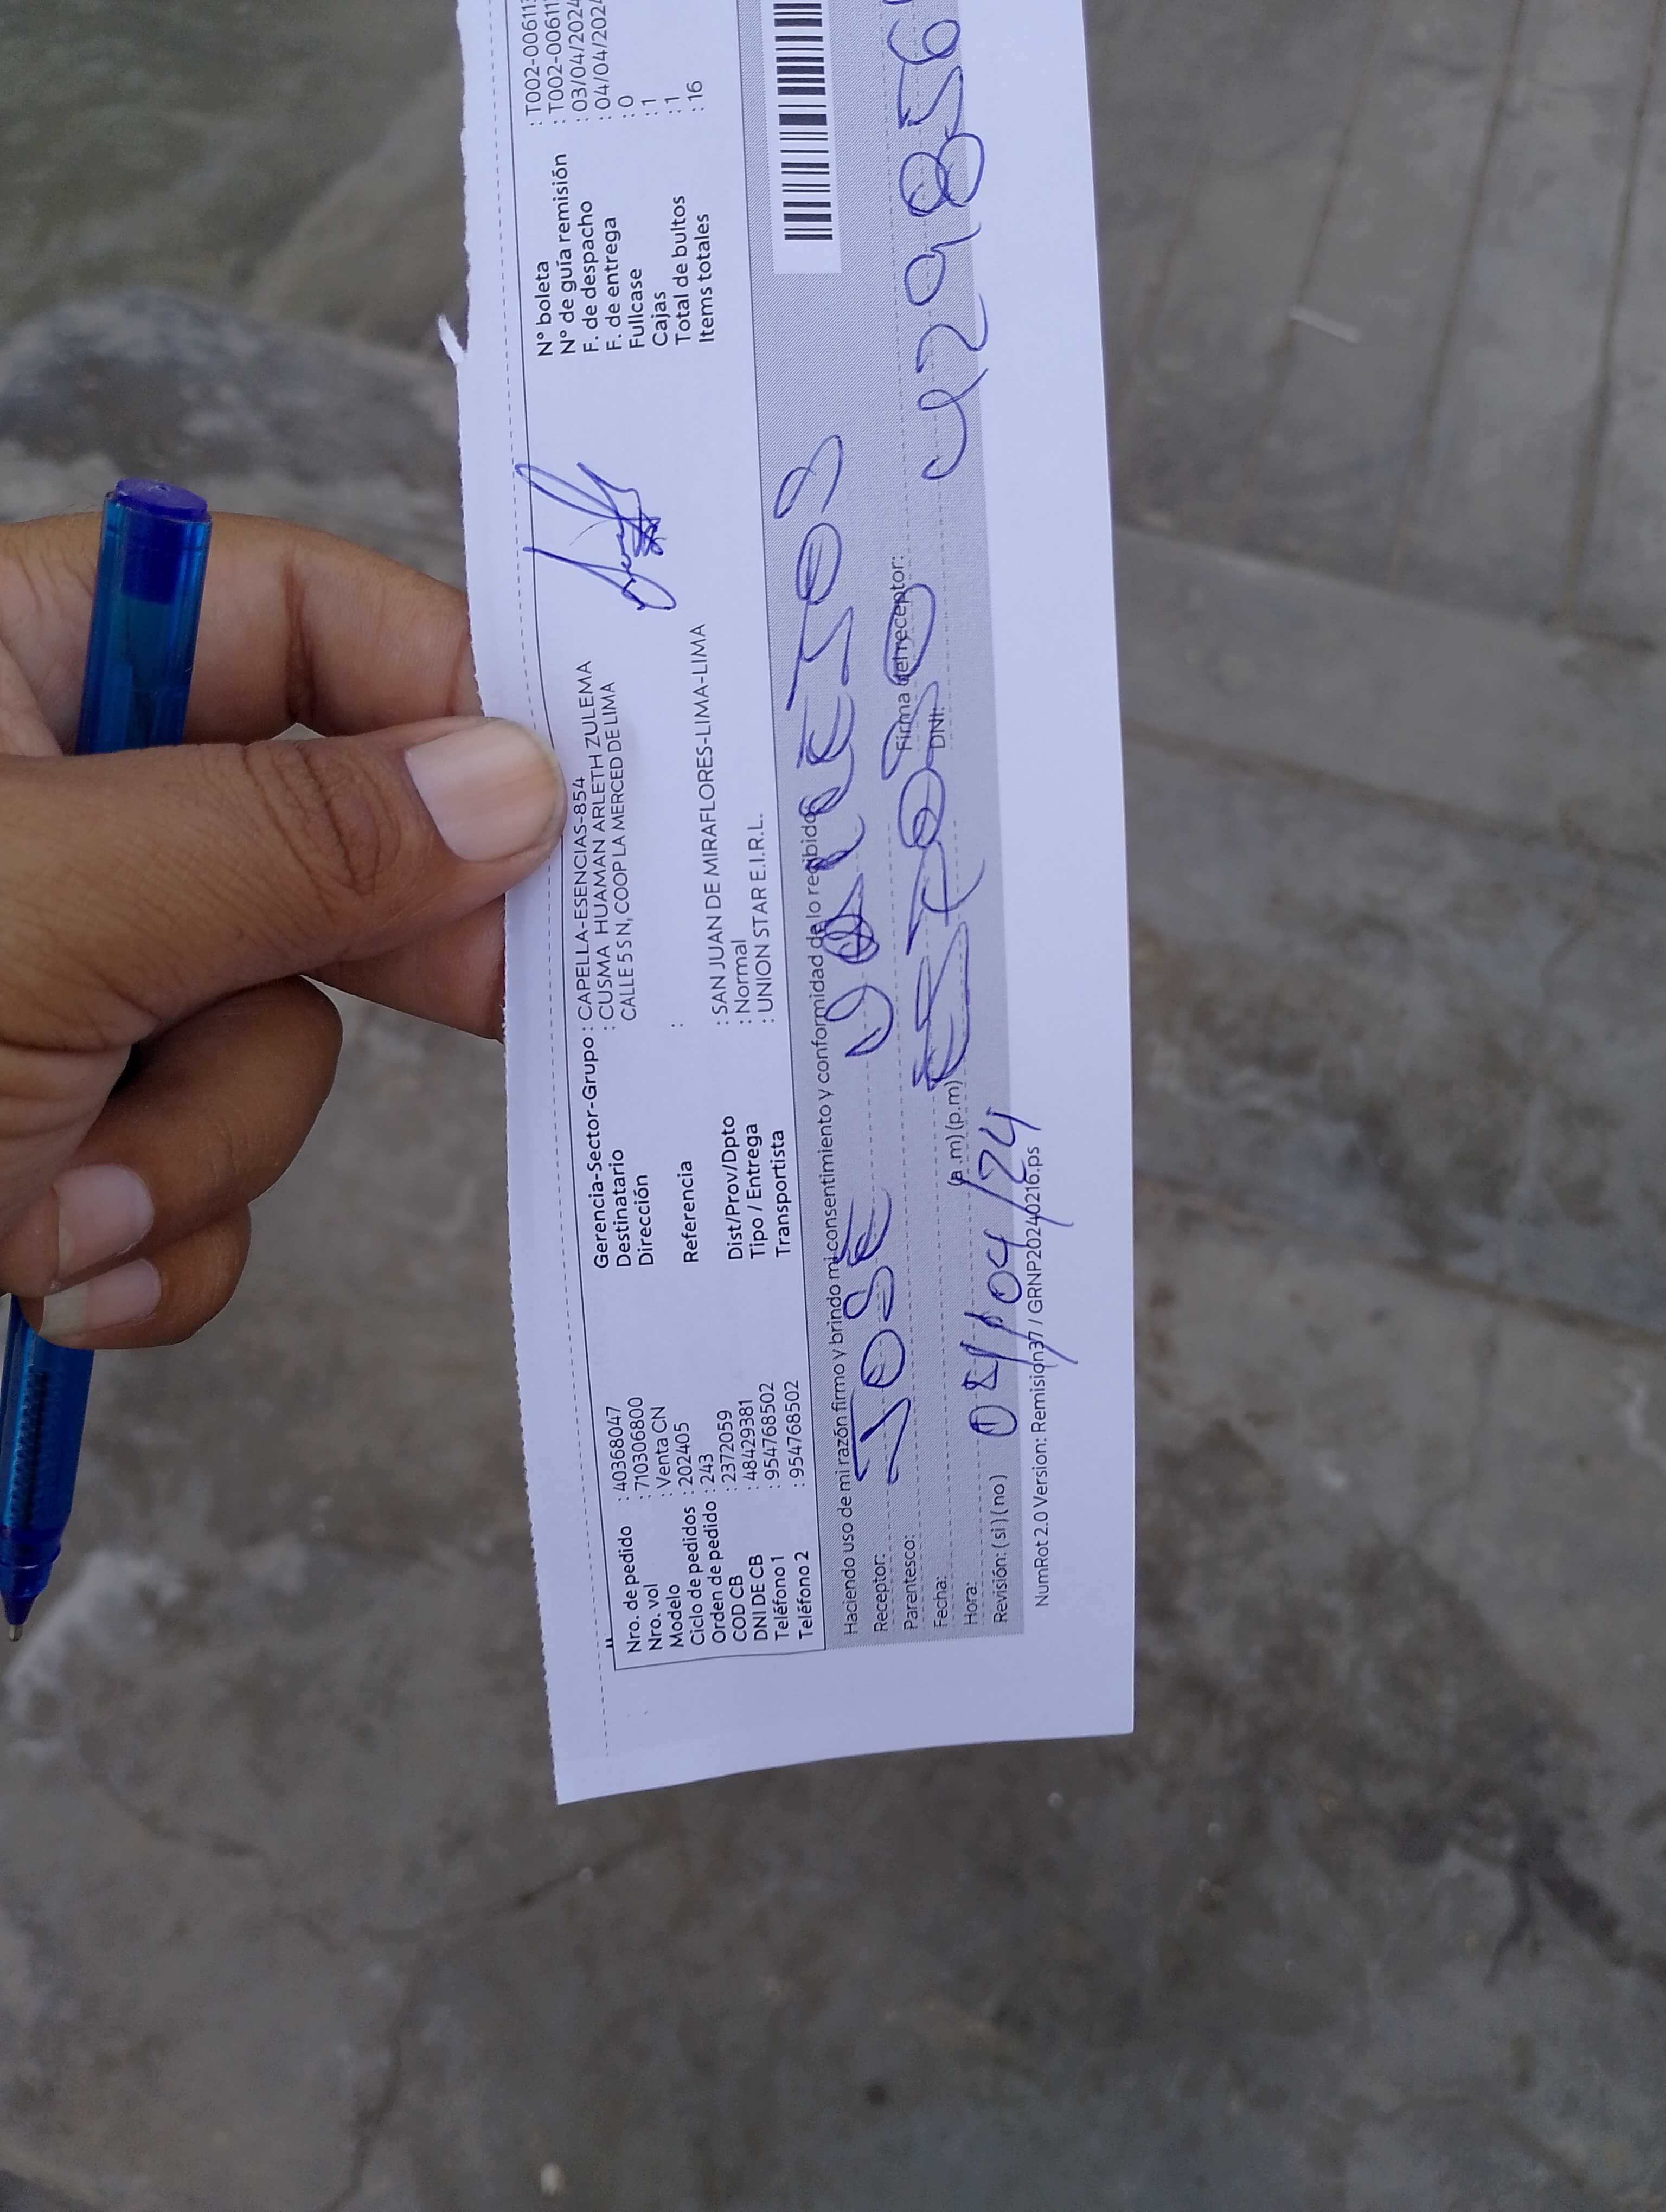 Nro. de pedido : 40368047
Nro. vol : 710306800
Modelo : Venta CN
Ciclo de pedidos : 202405
Orden de pedido : 243
COD CB : 2372059
DNI DE CB : 48429381
Teléfono 1 : 954768502
Teléfono 2 : 954768502
Gerencia-Sector-Grupo : CAPELLA-ESENCIAS-854
Destinatario : CUSMA HUAMAN ARLETH ZULEMA
Dirección CALLE 5 S N, COOP LA MERCED DE LIMA
Referencia :
Dist/Prov/Dpto : SAN JUAN DE MIRAFLORES-LIMA-LIMA
Tipo / Entrega : Normal
Transportista : UNION STAR E.I.R.L.
N° boleta : T002-00611
N° de guía remisión : T002-00611
F. de despacho : 03/04/2024
F. de entrega : 04/04/2024
Fullcase : 0
Cajas : 1
Total de bultos : 1
Items totales : 16
Haciendo uso de mi razón firmo y brindo mi consentimiento y conformidad de lo recibido
Receptor: JOSE
Parentesco: ESPOSO
Firma del receptor:
DNI: 429856
Fecha:
Hora: (a.m) (p.m)
04/04/24
Revisión: (si) (no)
NumRot 2.0 Version: Remision37 / GRNP20240216.ps